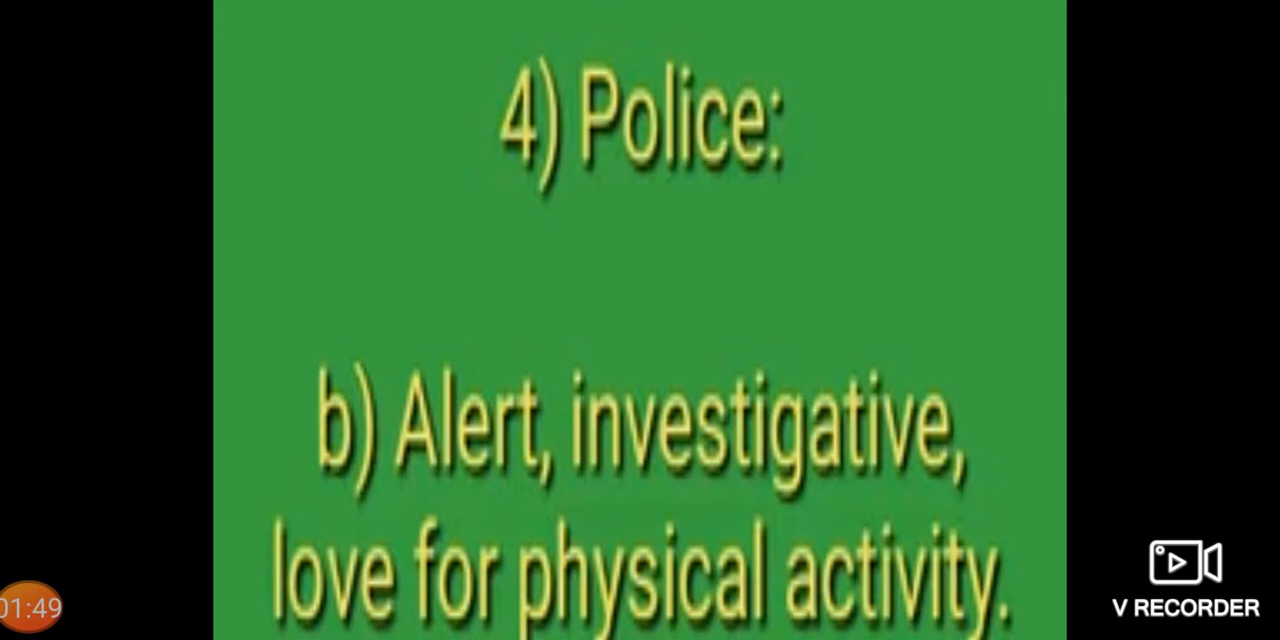 4) Police:
b) Alert, investigative,
love for physical activity.
01:49
V RECORDER